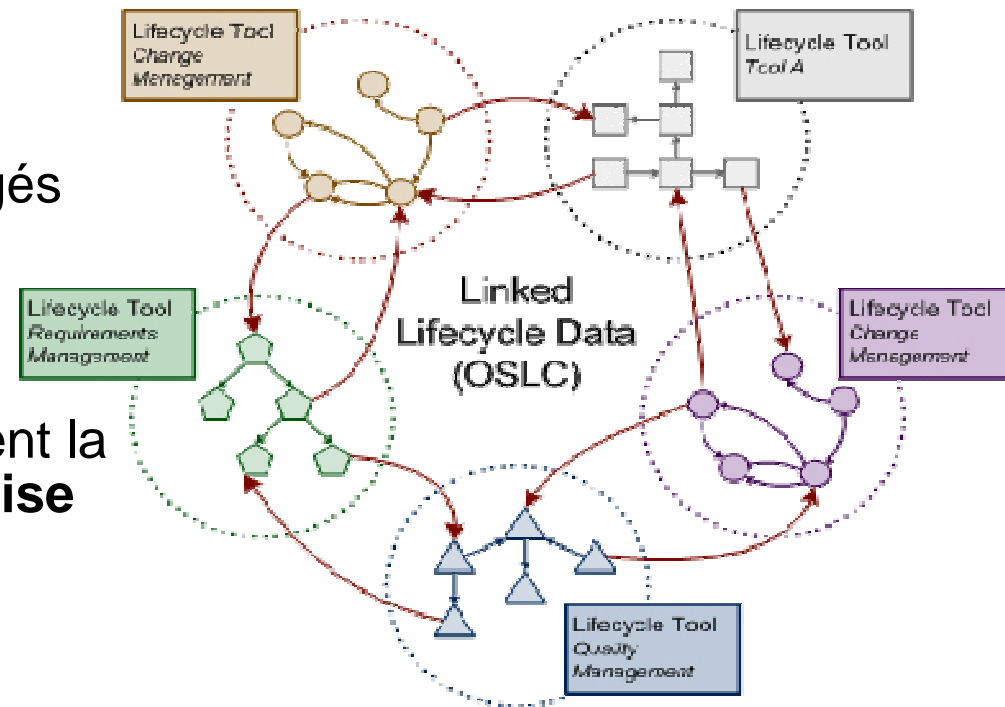 Lifecycle Tool
Change
Management
Lifecycle Tool
Tool A
gés
Linked
Lifecycle Data
(OSLC)
Lifecycle Tool
Requirements
Management
Lifecycle Tool
Change
Management
ent la
ise
Lifecycle Tool
Quality
Management